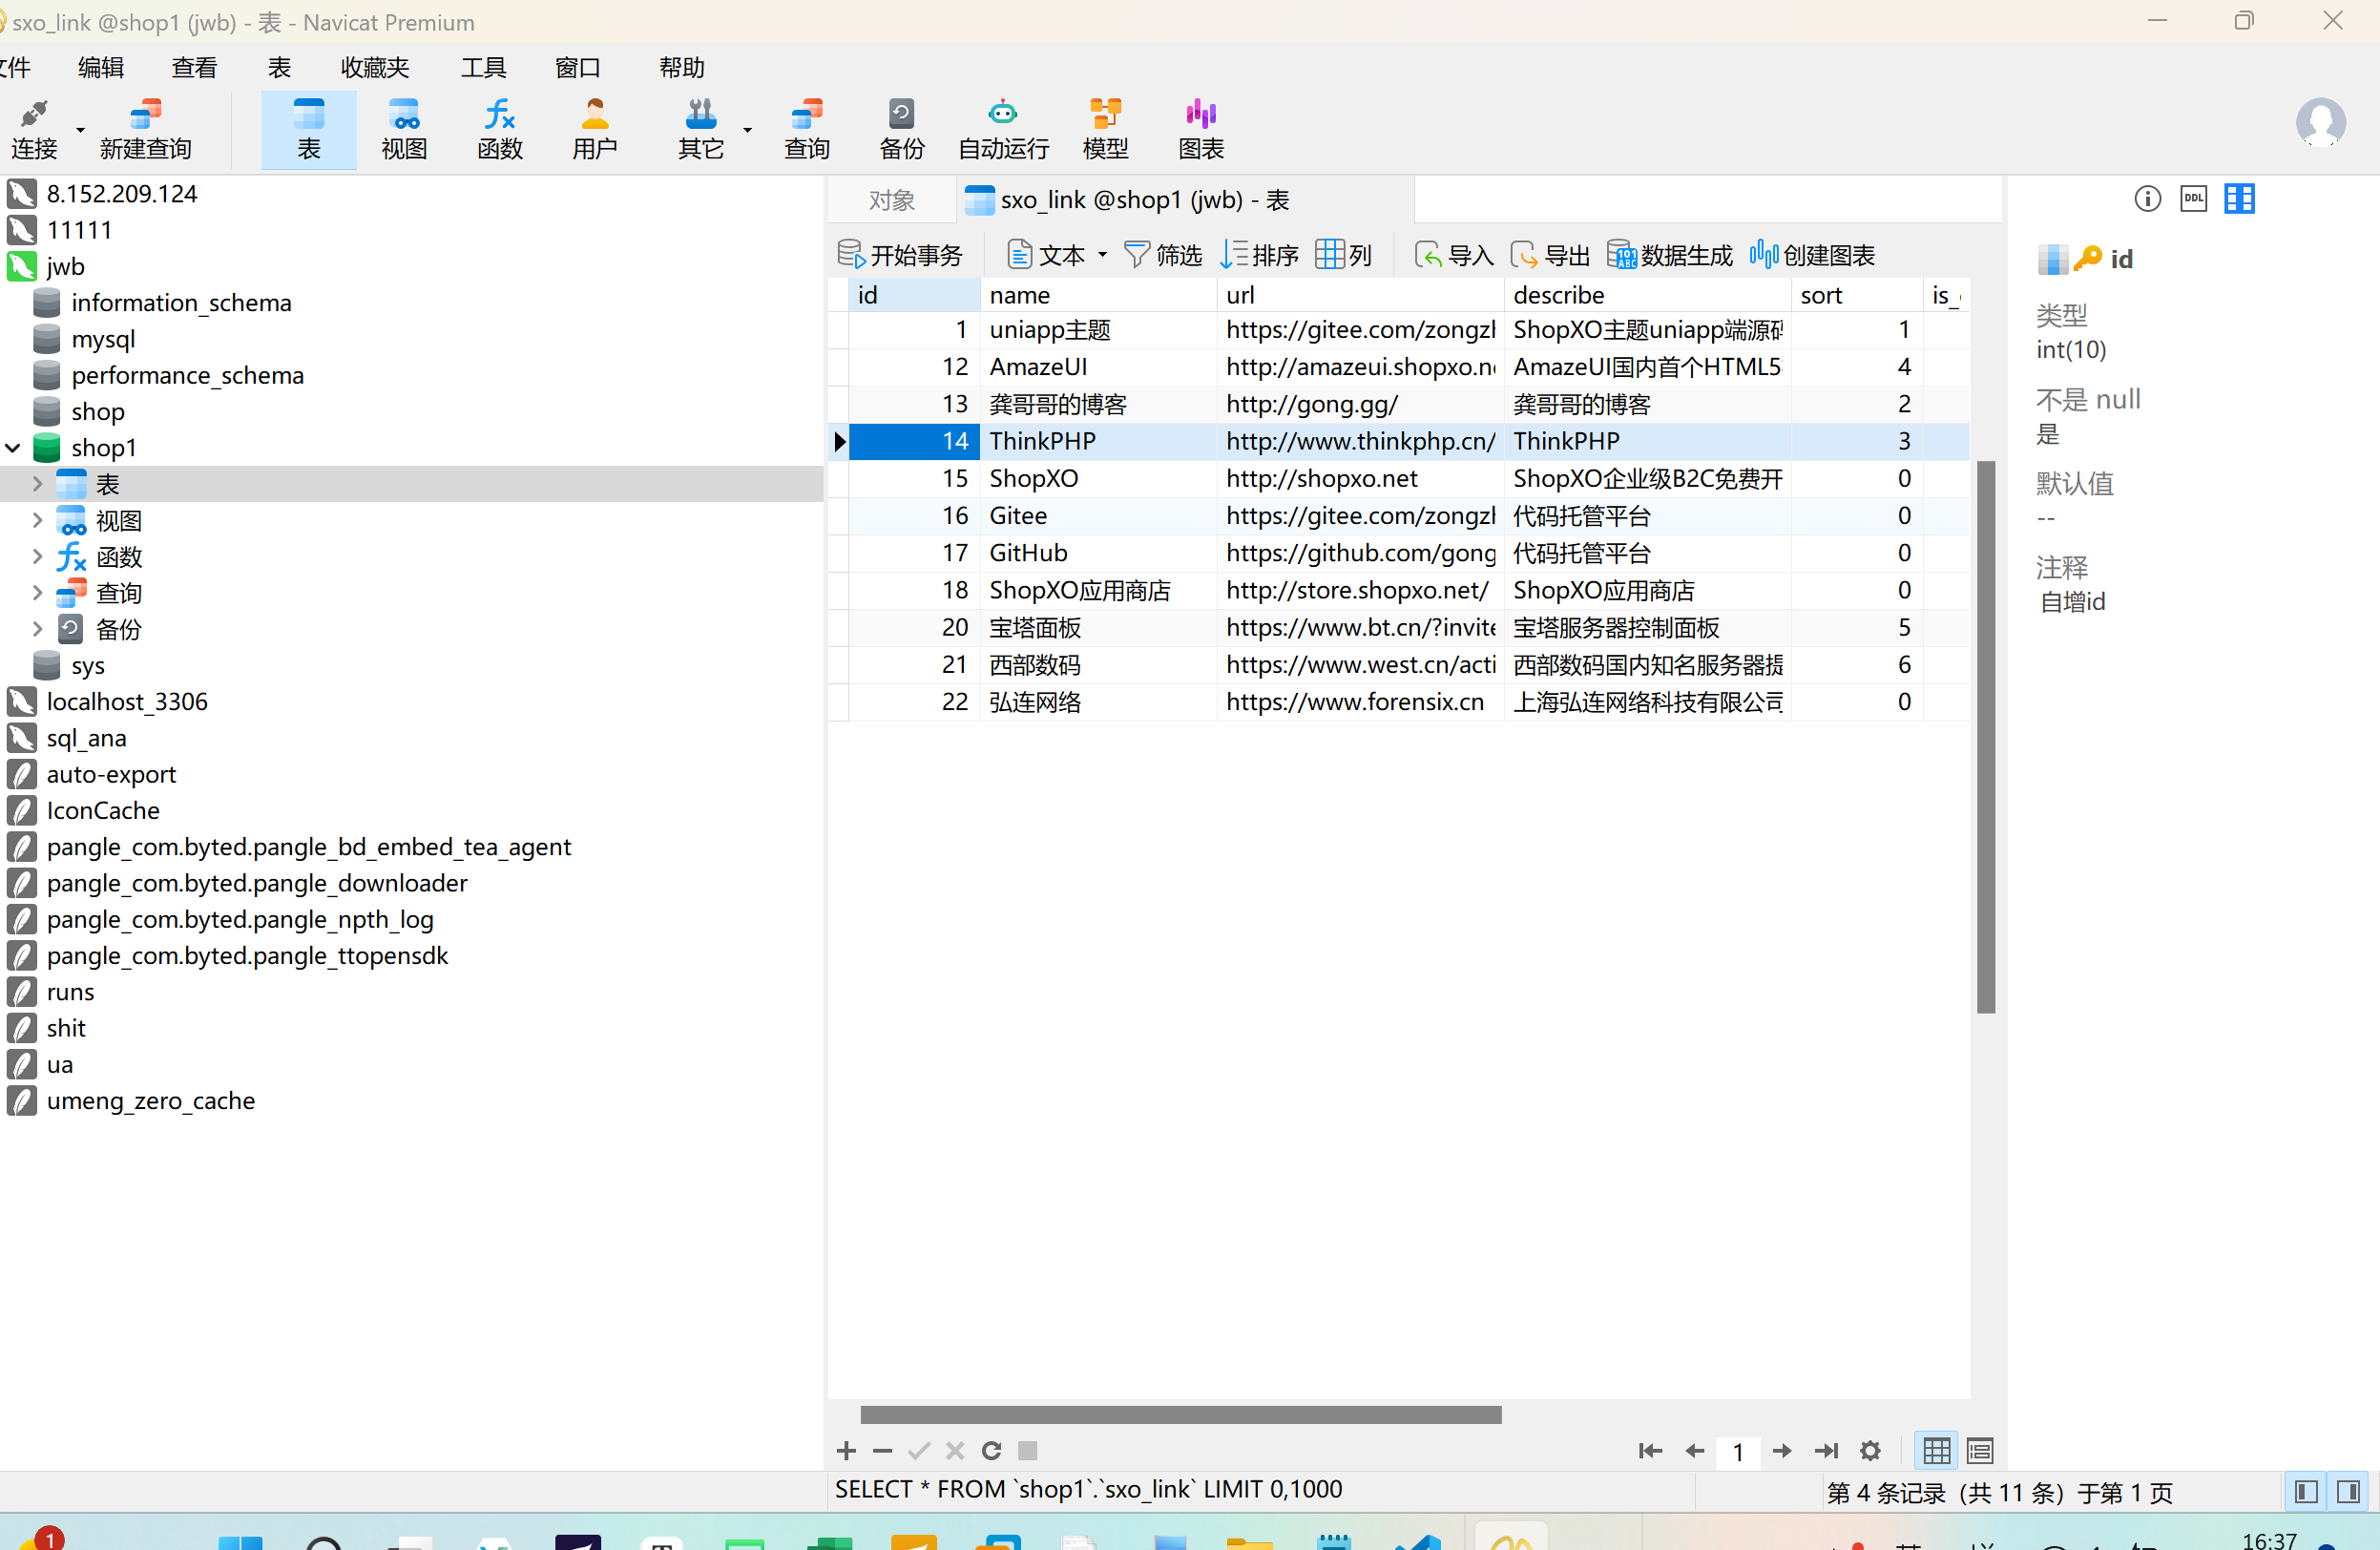 sxo_link @shop1 (jwb) - 表 - Navicat Premium
文件 编辑 查看 表 收藏夹 工具 窗口 帮助
连接 新建查询 表 视图 函数 用户 其它 查询 备份 自动运行 模型 图表
8.152.209.124
11111
jwb
information_schema
mysql
performance_schema
shop
shop1
表
视图
函数
查询
备份
sys
localhost_3306
sql_ana
auto-export
IconCache
pangle_com.byted.pangle_bd_embed_tea_agent
pangle_com.byted.pangle_downloader
pangle_com.byted.pangle_npth_log
pangle_com.byted.pangle_ttopensdk
runs
shit
ua
umeng_zero_cache
对象 sxo_link @shop1 (jwb) - 表
开始事务 文本 筛选 排序 列 导入 导出 数据生成 创建图表
id name url describe sort is_
1 uniapp主题 https://gitee.com/zongzh ShopXO主题uniapp端源码 1
12 AmazeUI http://amazeui.shopxo.ne AmazeUI国内首个HTML5 4
13 龚哥哥的博客 http://gong.gg/ 龚哥哥的博客 2
14 ThinkPHP http://www.thinkphp.cn/ ThinkPHP 3
15 ShopXO http://shopxo.net ShopXO企业级B2C免费开 0
16 Gitee https://gitee.com/zongzh 代码托管平台 0
17 GitHub https://github.com/gong 代码托管平台 0
18 ShopXO应用商店 http://store.shopxo.net/ ShopXO应用商店 0
20 宝塔面板 https://www.bt.cn/?invite 宝塔服务器控制面板 5
21 西部数码 https://www.west.cn/acti 西部数码国内知名服务器提 6
22 弘连网络 https://www.forensix.cn 上海弘连网络科技有限公司 0
DDL
id
类型
int(10)
不是 null
是
默认值
--
注释
自增id
1
SELECT * FROM `shop1`.`sxo_link` LIMIT 0,1000
第 4 条记录 (共 11 条) 于第 1 页
1
16:37